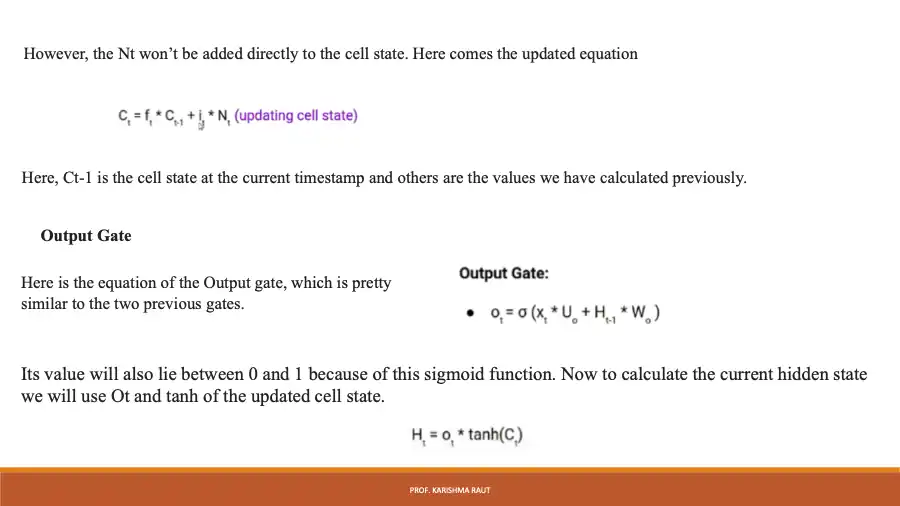 However, the Nt won’t be added directly to the cell state. Here comes the updated equation
Cₜ = fₜ * Cₜ₋₁ + iₜ * Nₜ (updating cell state)
Here, Ct-1 is the cell state at the current timestamp and others are the values we have calculated previously.
Output Gate
Here is the equation of the Output gate, which is pretty
similar to the two previous gates.
Output Gate:
• oₜ = σ (xₜ * Uₒ + Hₜ₋₁ * Wₒ)
Its value will also lie between 0 and 1 because of this sigmoid function. Now to calculate the current hidden state
we will use Ot and tanh of the updated cell state.
Hₜ = oₜ * tanh(Cₜ)
PROF. KARISHMA RAUT